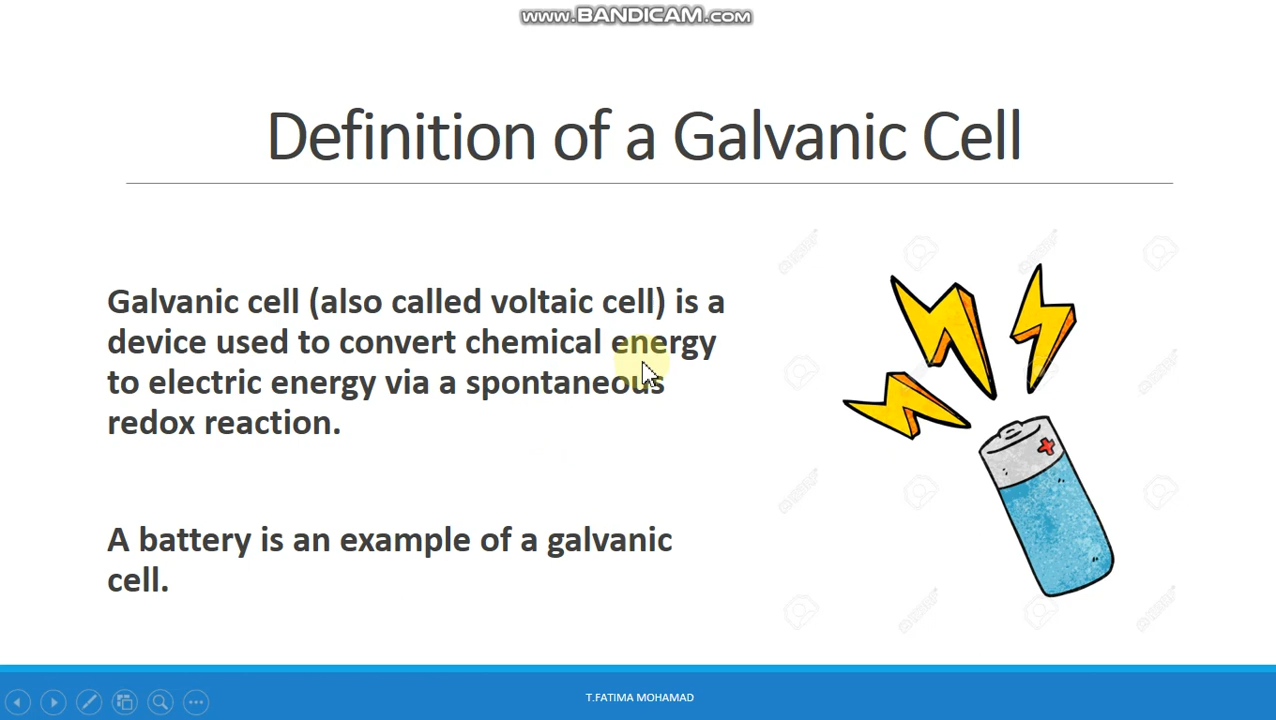 www.BANDICAM.com
Definition of a Galvanic Cell
Galvanic cell (also called voltaic cell) is a
device used to convert chemical energy
to electric energy via a spontaneous
redox reaction.
A battery is an example of a galvanic
cell.
T.FATIMA MOHAMAD